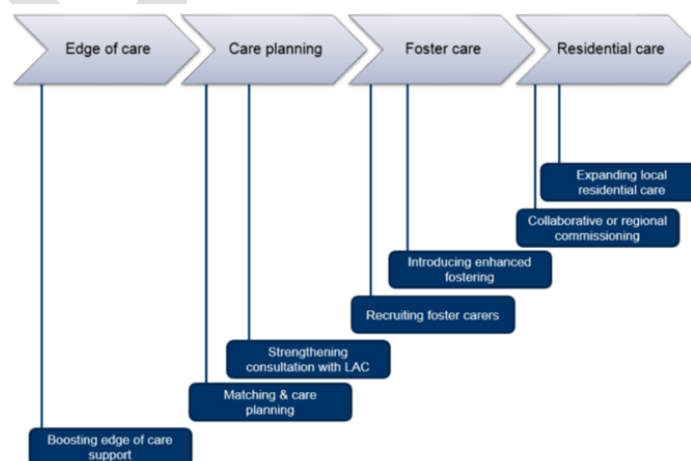 Edge of care
Care planning
Foster care
Residential care
Expanding local
residential care
Collaborative or regional
commissioning
Introducing enhanced
fostering
Recruiting foster carers
Strengthening
consultation with LAC
Matching & care
planning
Boosting edge of care
support